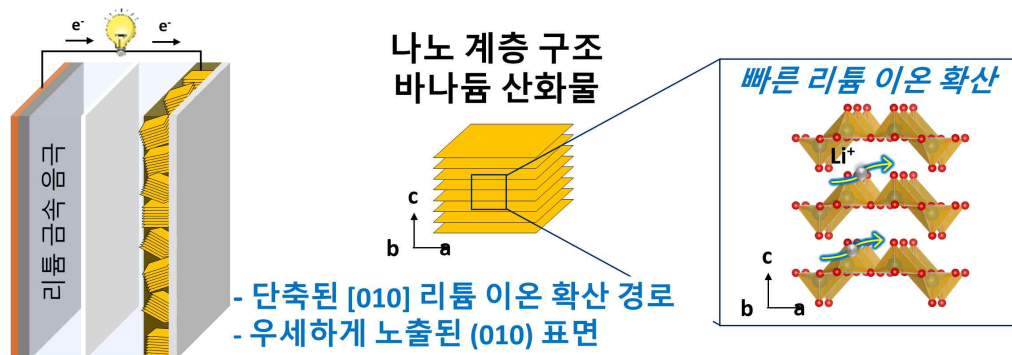 e-
e-
리튬 금속 음극
나노 계층 구조
바나듐 산화물
c
b
a
- 단축된 [010] 리튬 이온 확산 경로
- 우세하게 노출된 (010) 표면
빠른 리튬 이온 확산
Li+
c
b
a